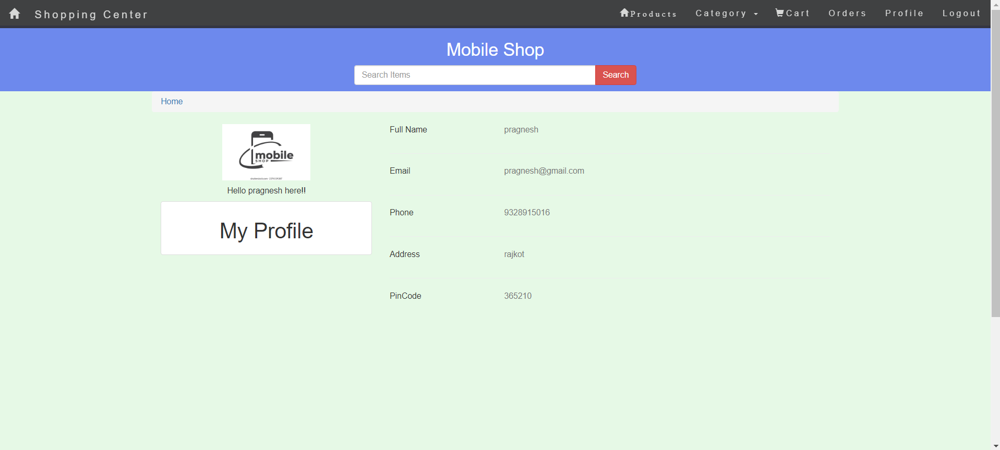 Shopping Center Products Category Cart Orders Profile Logout
Mobile Shop
Search Items Search
Home
mobile
SHOP
Hello pragnesh here!!
My Profile
Full Name pragnesh
Email pragnesh@gmail.com
Phone 9328915016
Address rajkot
PinCode 365210